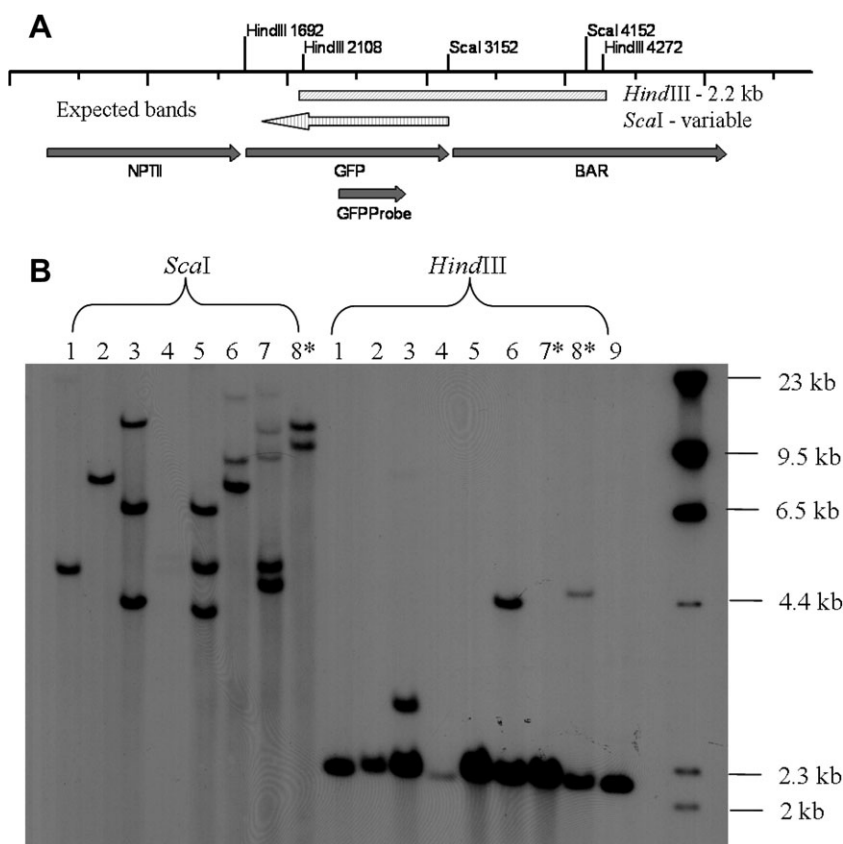 A
HindIII 1692
HindIII 2108
ScaI 3152
ScaI 4152
HindIII 4272
Expected bands
HindIII - 2.2 kb
ScaI - variable
NPTII
GFP
BAR
GFPProbe
B
ScaI
HindIII
1 2 3 4 5 6 7 8* 1 2 3 4 5 6 7* 8* 9
23 kb
9.5 kb
6.5 kb
4.4 kb
2.3 kb
2 kb